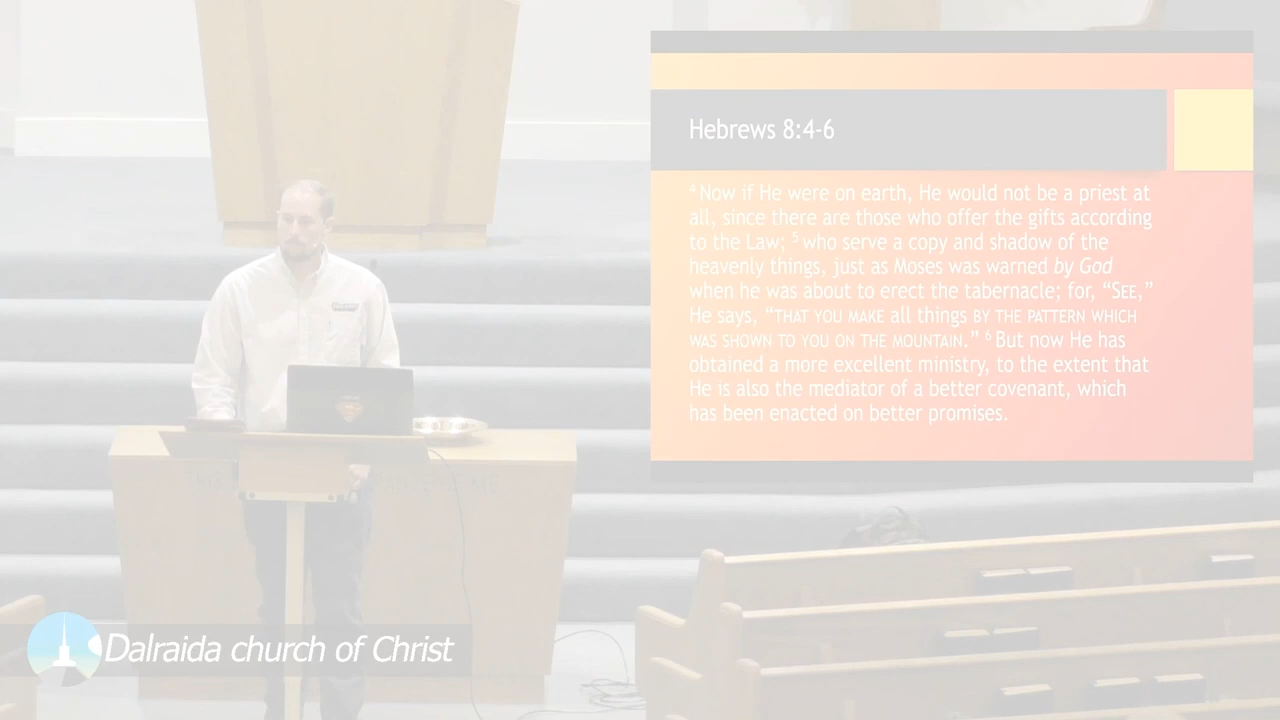 Hebrews 8:4-6
4 Now if He were on earth, He would not be a priest at
all, since there are those who offer the gifts according
to the Law; 5 who serve a copy and shadow of the
heavenly things, just as Moses was warned by God
when he was about to erect the tabernacle; for, “SEE,”
He says, “THAT YOU MAKE all things BY THE PATTERN WHICH
WAS SHOWN TO YOU ON THE MOUNTAIN.” 6 But now He has
obtained a more excellent ministry, to the extent that
He is also the mediator of a better covenant, which
has been enacted on better promises.
Dalraida church of Christ